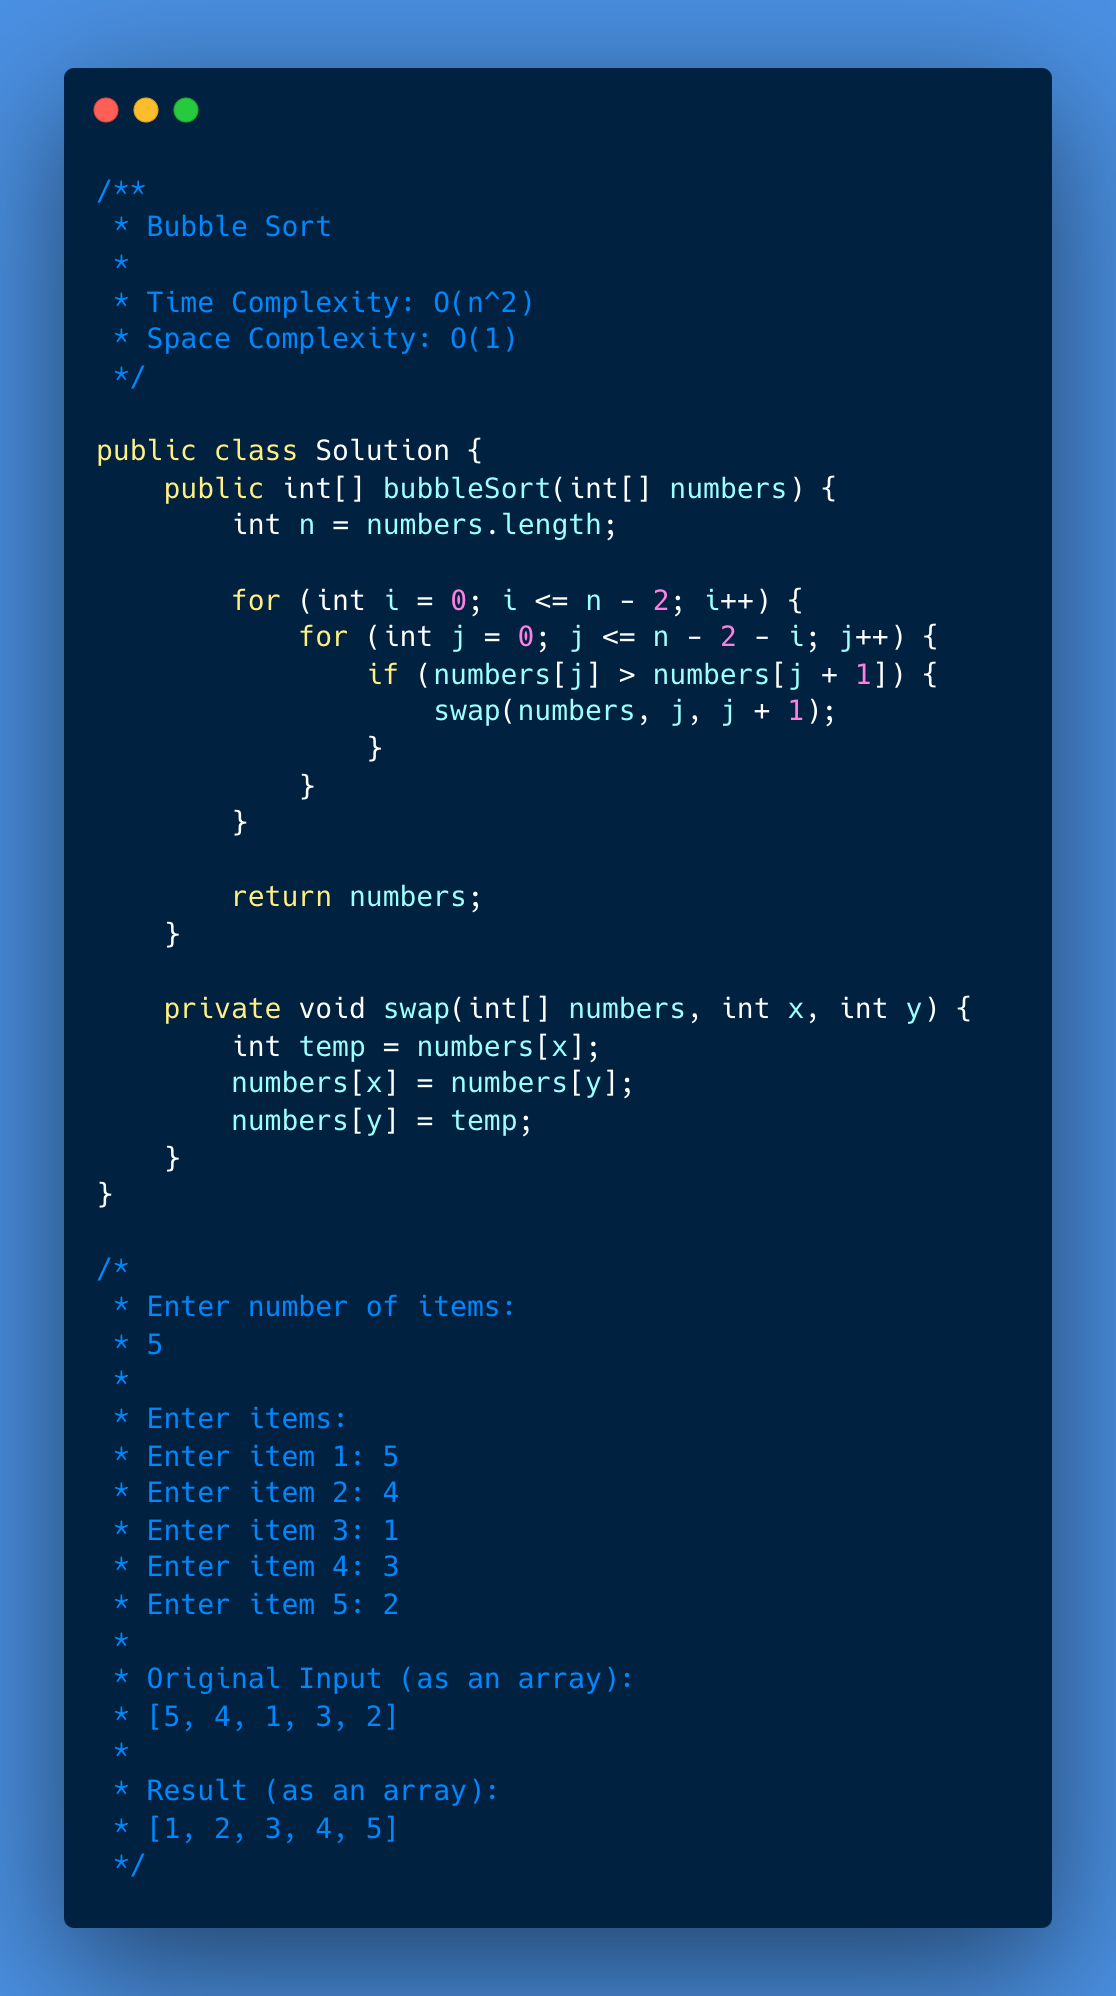 /**
 * Bubble Sort
 *
 * Time Complexity: O(n^2)
 * Space Complexity: O(1)
 */

public class Solution {
    public int[] bubbleSort(int[] numbers) {
        int n = numbers.length;

        for (int i = 0; i <= n - 2; i++) {
            for (int j = 0; j <= n - 2 - i; j++) {
                if (numbers[j] > numbers[j + 1]) {
                    swap(numbers, j, j + 1);
                }
            }
        }

        return numbers;
    }

    private void swap(int[] numbers, int x, int y) {
        int temp = numbers[x];
        numbers[x] = numbers[y];
        numbers[y] = temp;
    }
}

/*
 * Enter number of items:
 * 5
 *
 * Enter items:
 * Enter item 1: 5
 * Enter item 2: 4
 * Enter item 3: 1
 * Enter item 4: 3
 * Enter item 5: 2
 *
 * Original Input (as an array):
 * [5, 4, 1, 3, 2]
 *
 * Result (as an array):
 * [1, 2, 3, 4, 5]
 */